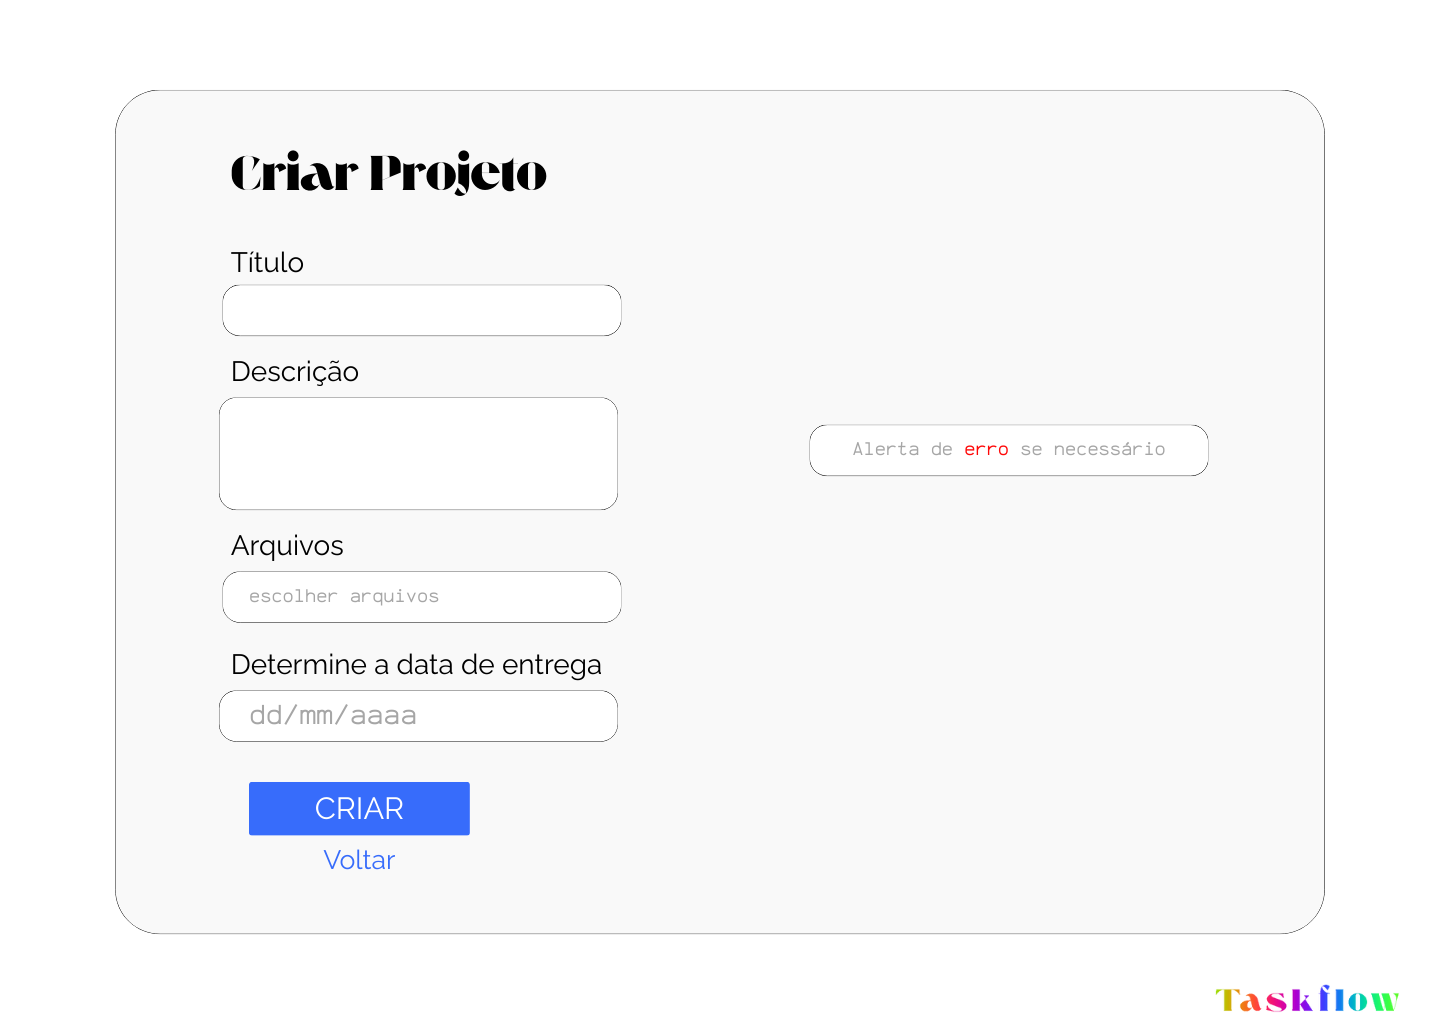 Criar Projeto
Título
Descrição
Alerta de erro se necessário
Arquivos
escolher arquivos
Determine a data de entrega
dd/mm/aaaa
CRIAR
Voltar
Taskflow